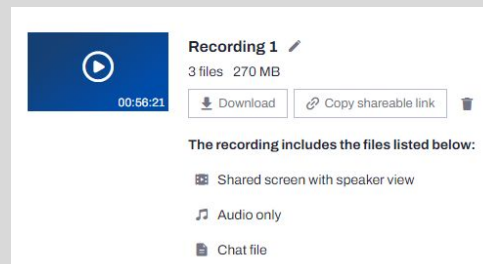 Recording 1
3 files 270 MB
00:56:21
Download
Copy shareable link
The recording includes the files listed below:
Shared screen with speaker view
Audio only
Chat file